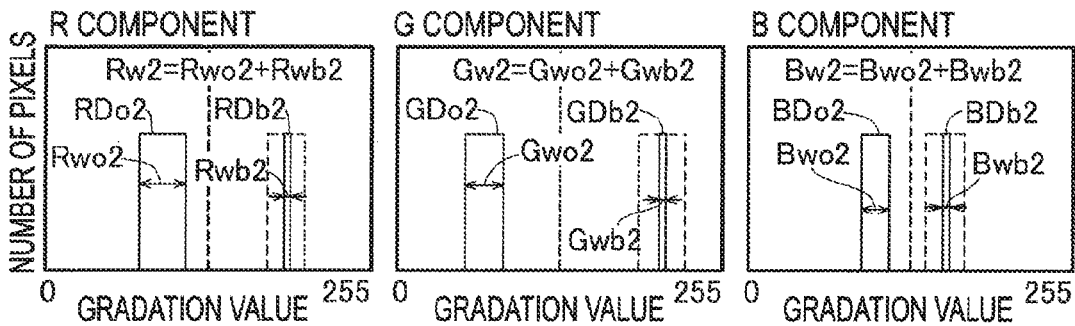 R COMPONENT
G COMPONENT
B COMPONENT
NUMBER OF PIXELS
Rw2=Rwo2+Rwb2
RDo2
RDb2
Rwo2
Rwb2
0
255
GRADATION VALUE
Gw2=Gwo2+Gwb2
GDo2
GDb2
Gwo2
Gwb2
0
255
GRADATION VALUE
Bw2=Bwo2+Bwb2
BDo2
BDb2
Bwo2
Bwb2
0
255
GRADATION VALUE